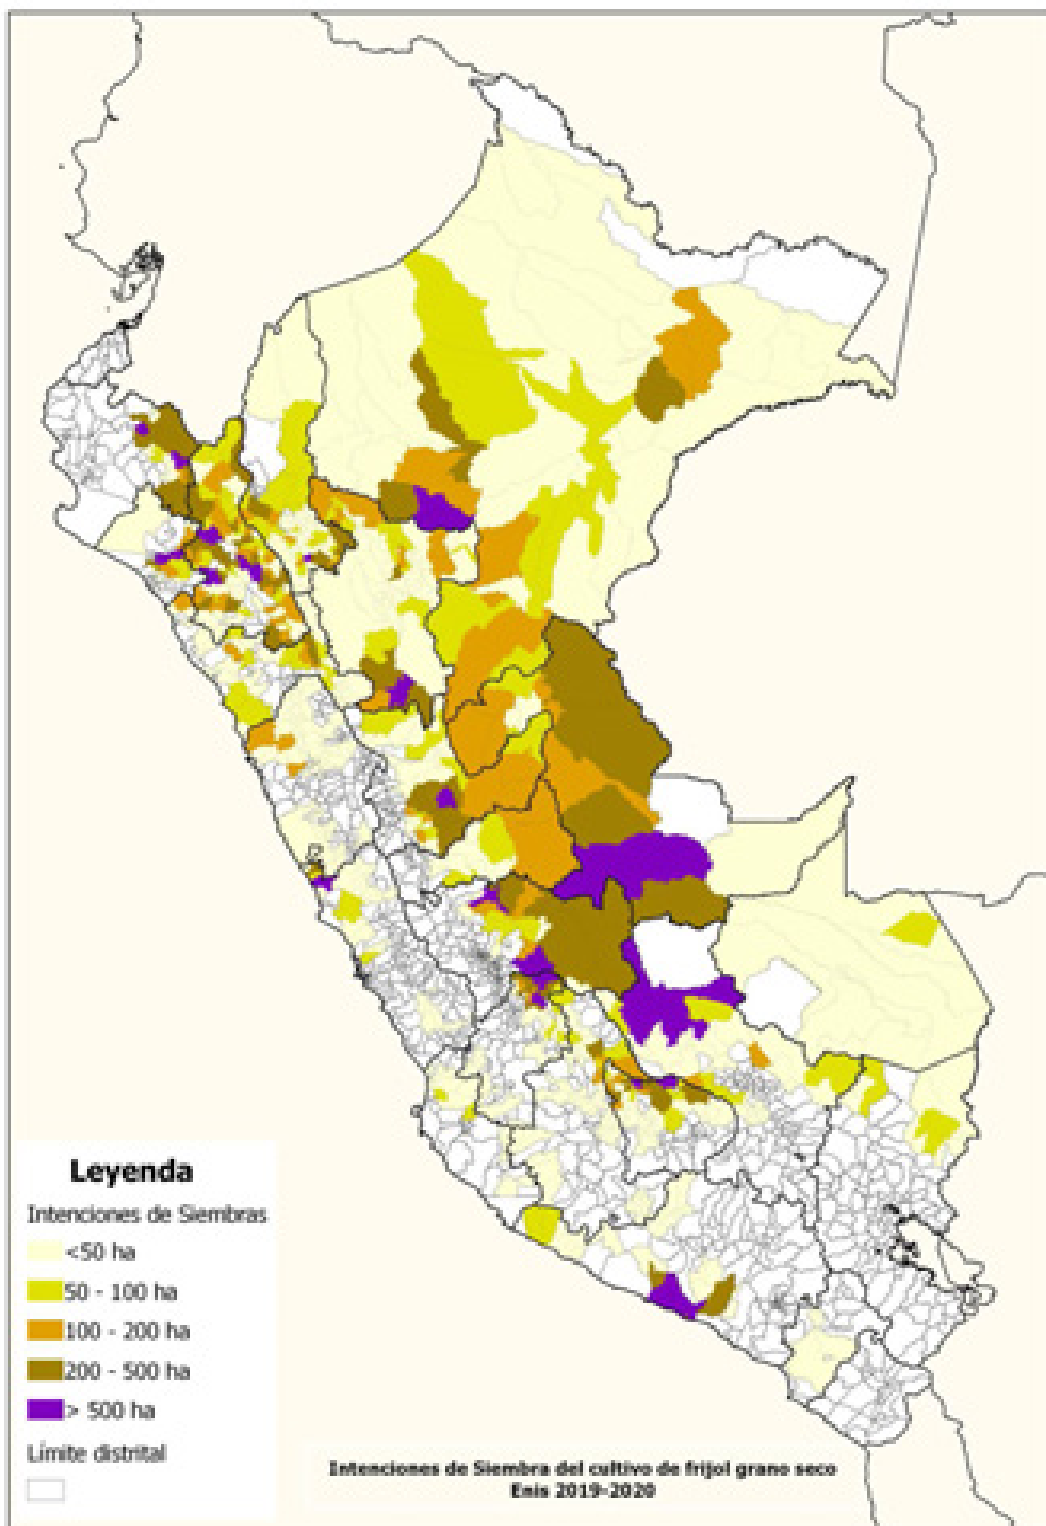 Leyenda
Intenciones de Siembras
<50 ha
50 - 100 ha
100 - 200 ha
200 - 500 ha
> 500 ha
Límite distrital
Intenciones de Siembra del cultivo de frijol grano seco
Enis 2019-2020